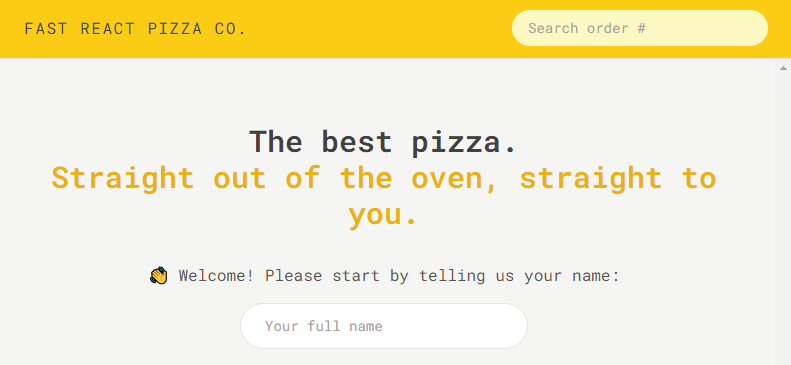 FAST REACT PIZZA CO.
Search order #
The best pizza.
Straight out of the oven, straight to
you.
👋 Welcome! Please start by telling us your name:
Your full name